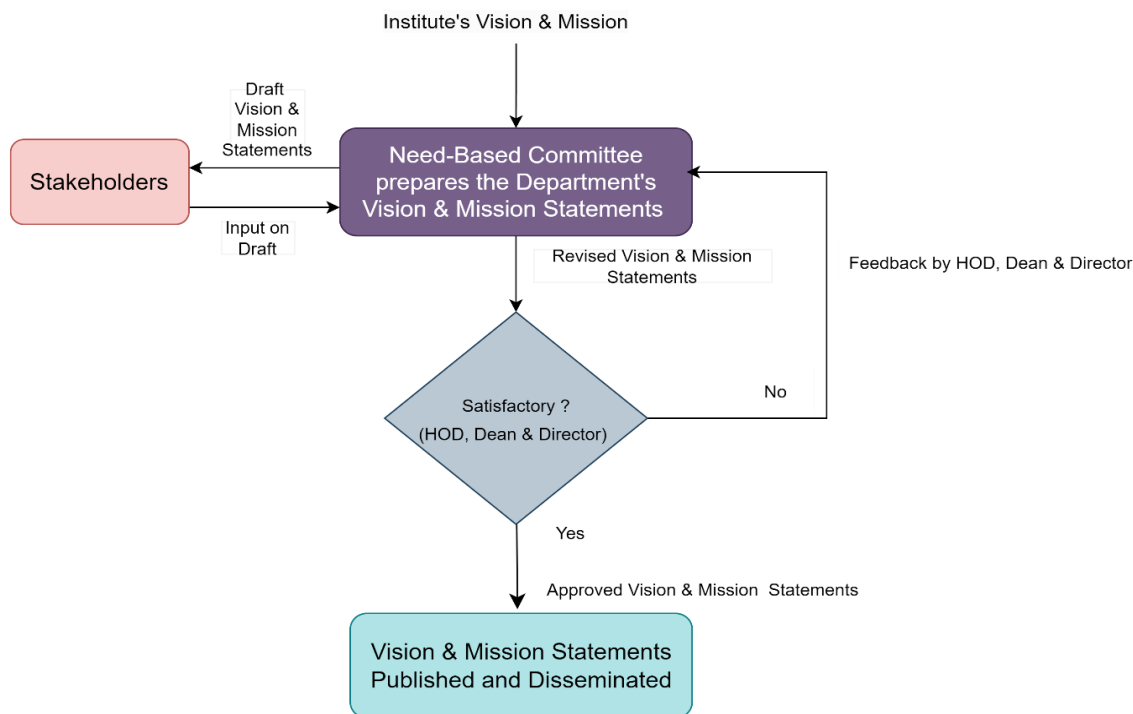 Institute's Vision & Mission
Draft
Vision &
Mission
Statements
Stakeholders
Need-Based Committee
prepares the Department's
Vision & Mission Statements
Input on
Draft
Revised Vision & Mission
Statements
Feedback by HOD, Dean & Director
Satisfactory ?
(HOD, Dean & Director)
No
Yes
Approved Vision & Mission  Statements
Vision & Mission Statements
Published and Disseminated